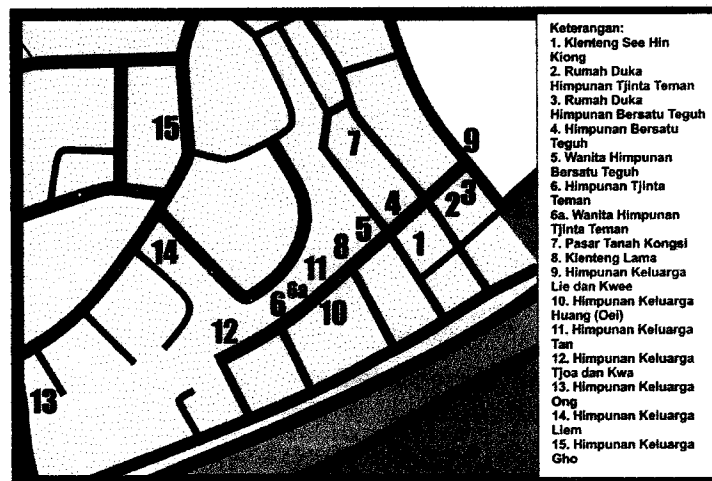 15
7
9
4
3
2
5
1
8
14
11
6a
6
10
12
13
Keterangan:
1. Klenteng See Hin
Kiong
2. Rumah Duka
Himpunan Tjinta Teman
3. Rumah Duka
Himpunan Bersatu Teguh
4. Himpunan Bersatu
Teguh
5. Wanita Himpunan
Bersatu Teguh
6. Himpunan Tjinta
Teman
6a. Wanita Himpunan
Tjinta Teman
7. Pasar Tanah Kongsi
8. Klenteng Lama
9. Himpunan Keluarga
Lie dan Kwee
10. Himpunan Keluarga
Huang (Oei)
11. Himpunan Keluarga
Tan
12. Himpunan Keluarga
Tjoa dan Kwa
13. Himpunan Keluarga
Ong
14. Himpunan Keluarga
Liem
15. Himpunan Keluarga
Gho